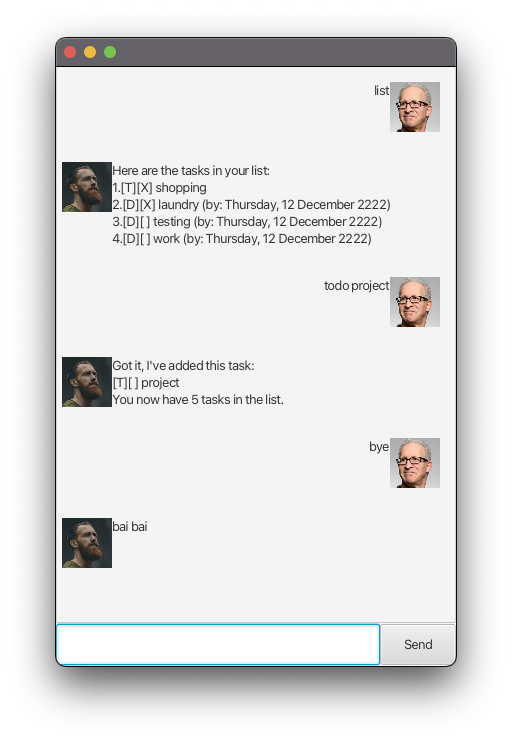 list
Here are the tasks in your list:
1.[T][X] shopping
2.[D][X] laundry (by: Thursday, 12 December 2222)
3.[D][ ] testing (by: Thursday, 12 December 2222)
4.[D][ ] work (by: Thursday, 12 December 2222)
todo project
Got it, I've added this task:
[T][ ] project
You now have 5 tasks in the list.
bye
bai bai
Send